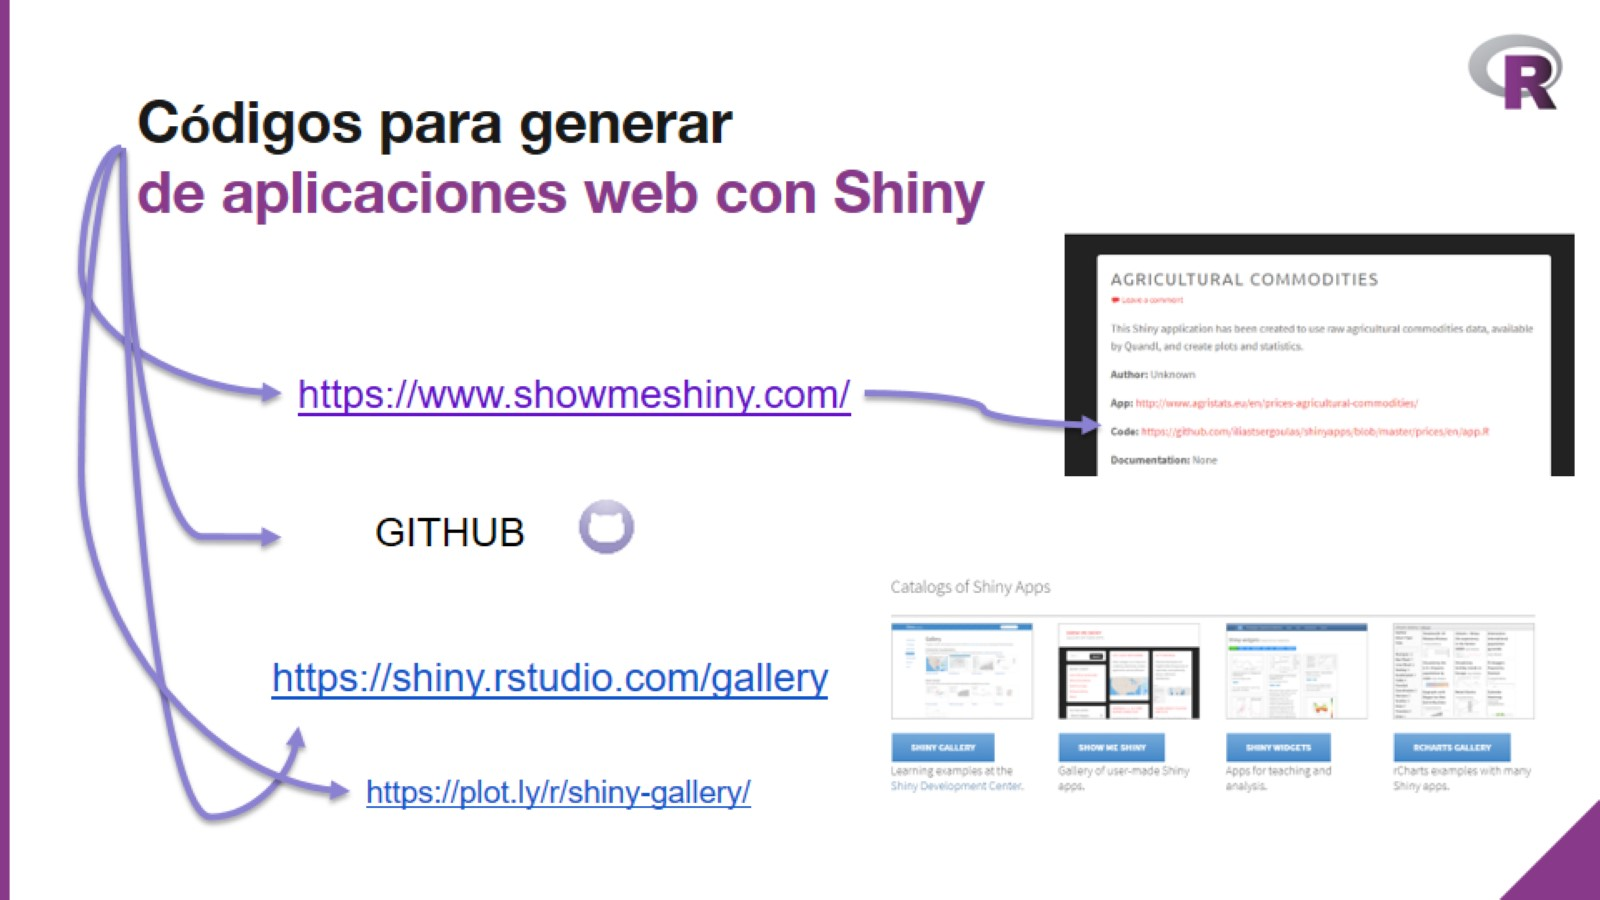 R
Códigos para generar
de aplicaciones web con Shiny
AGRICULTURAL COMMODITIES
Leave a comment
This Shiny application has been created to use raw agricultural commodities data, available
by Quandl, and create plots and statistics.
Author: Unknown
App: http://www.agristats.eu/en/prices-agricultural-commodities/
Code: https://github.com/iliastsergoulas/shinyapps/blob/master/prices/en/app.R
Documentation: None
https://www.showmeshiny.com/
GITHUB
https://shiny.rstudio.com/gallery
https://plot.ly/r/shiny-gallery/
Catalogs of Shiny Apps
SHINY GALLERY
Learning examples at the
Shiny Development Center.
SHOW ME SHINY
Gallery of user-made Shiny
apps.
SHINY WIDGETS
Apps for teaching and
analysis.
RCHARTS GALLERY
rCharts examples with many
Shiny apps.